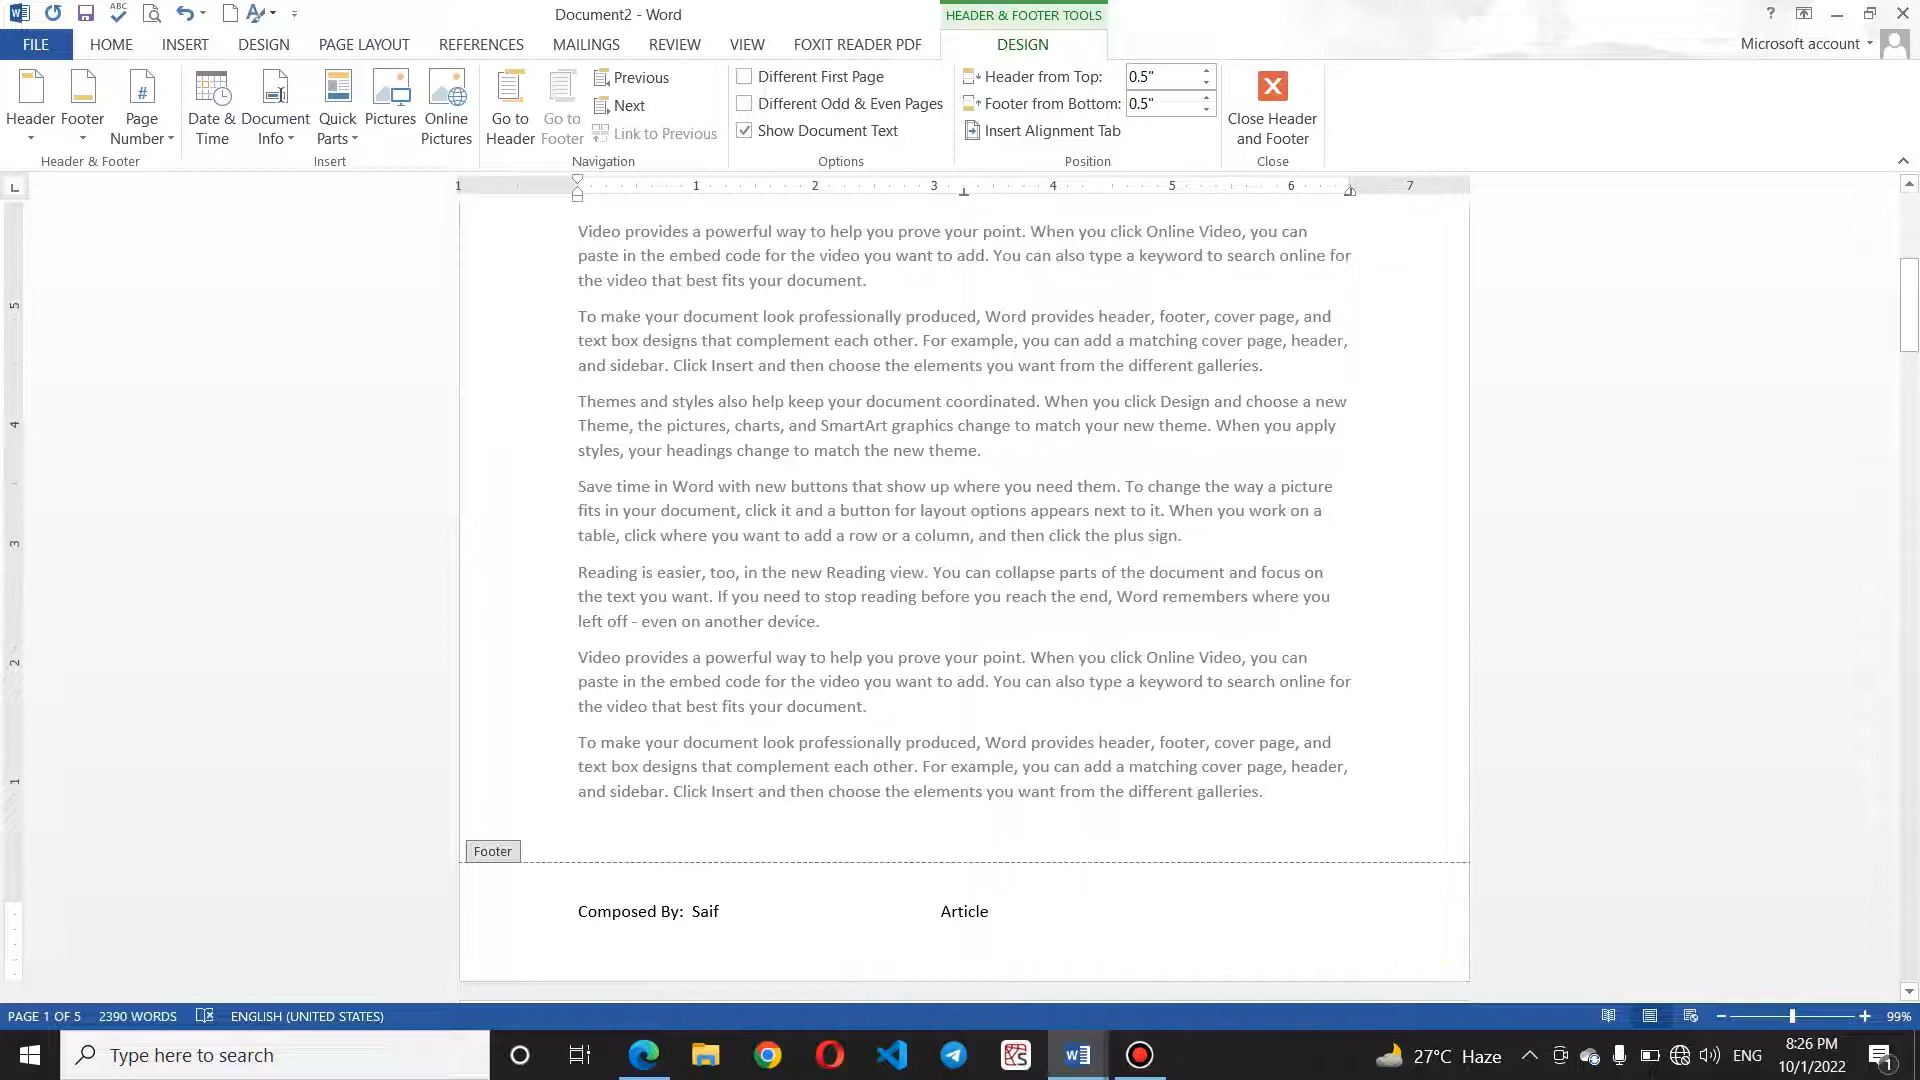 Document2 - Word
HEADER & FOOTER TOOLS
?
FILE
HOME
INSERT
DESIGN
PAGE LAYOUT
REFERENCES
MAILINGS
REVIEW
VIEW
FOXIT READER PDF
DESIGN
Microsoft account
Header
Footer
Page
Number
Header & Footer
Date &
Time
Document
Info
Quick
Parts
Pictures
Online
Pictures
Insert
Go to
Header
Go to
Footer
Previous
Next
Link to Previous
Navigation
Different First Page
Different Odd & Even Pages
Show Document Text
Options
Header from Top: 0.5"
Footer from Bottom: 0.5"
Insert Alignment Tab
Position
Close Header
and Footer
Close
L
1 1 2 3 4 5 6 7
5
4
3
2
1
Video provides a powerful way to help you prove your point. When you click Online Video, you can
paste in the embed code for the video you want to add. You can also type a keyword to search online for
the video that best fits your document.
To make your document look professionally produced, Word provides header, footer, cover page, and
text box designs that complement each other. For example, you can add a matching cover page, header,
and sidebar. Click Insert and then choose the elements you want from the different galleries.
Themes and styles also help keep your document coordinated. When you click Design and choose a new
Theme, the pictures, charts, and SmartArt graphics change to match your new theme. When you apply
styles, your headings change to match the new theme.
Save time in Word with new buttons that show up where you need them. To change the way a picture
fits in your document, click it and a button for layout options appears next to it. When you work on a
table, click where you want to add a row or a column, and then click the plus sign.
Reading is easier, too, in the new Reading view. You can collapse parts of the document and focus on
the text you want. If you need to stop reading before you reach the end, Word remembers where you
left off - even on another device.
Video provides a powerful way to help you prove your point. When you click Online Video, you can
paste in the embed code for the video you want to add. You can also type a keyword to search online for
the video that best fits your document.
To make your document look professionally produced, Word provides header, footer, cover page, and
text box designs that complement each other. For example, you can add a matching cover page, header,
and sidebar. Click Insert and then choose the elements you want from the different galleries.
Footer
Composed By:  Saif
Article
PAGE 1 OF 5
2390 WORDS
ENGLISH (UNITED STATES)
99%
Type here to search
27°C Haze
ENG
8:26 PM
10/1/2022
1